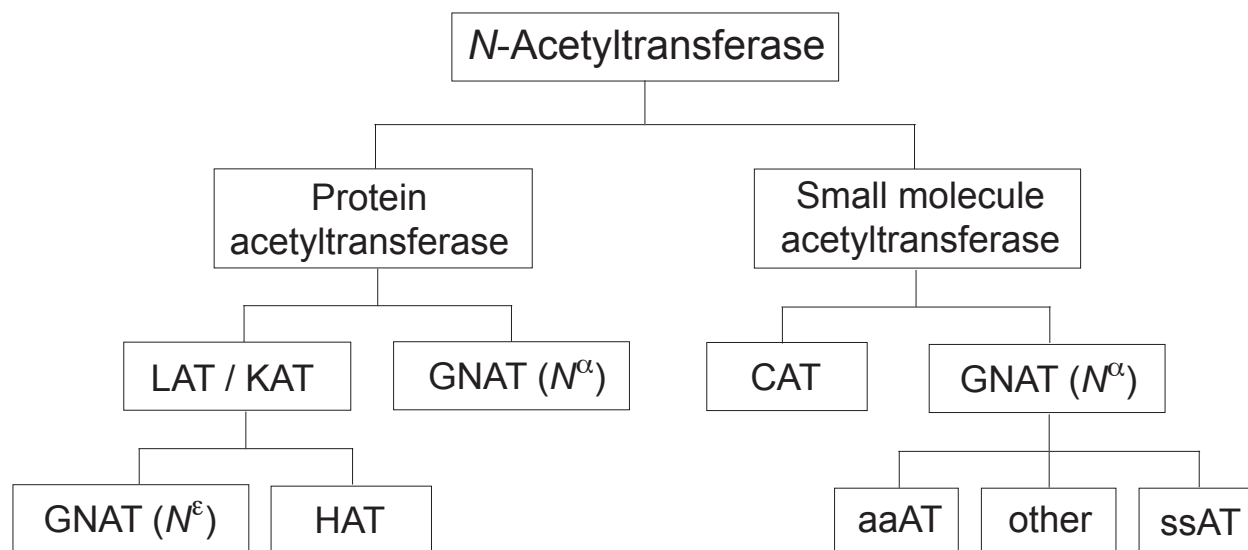 N-Acetyltransferase
Protein
acetyltransferase
Small molecule
acetyltransferase
LAT / KAT
GNAT (Nα)
CAT
GNAT (Nα)
GNAT (Nε)
HAT
aaAT
other
ssAT